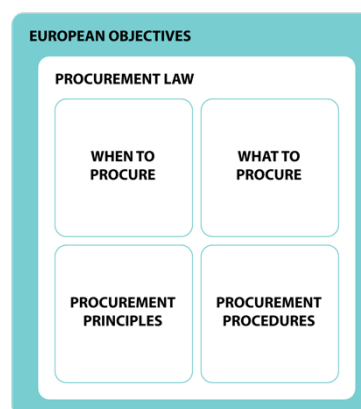 EUROPEAN OBJECTIVES
PROCUREMENT LAW
WHEN TO
PROCURE
WHAT TO
PROCURE
PROCUREMENT
PRINCIPLES
PROCUREMENT
PROCEDURES